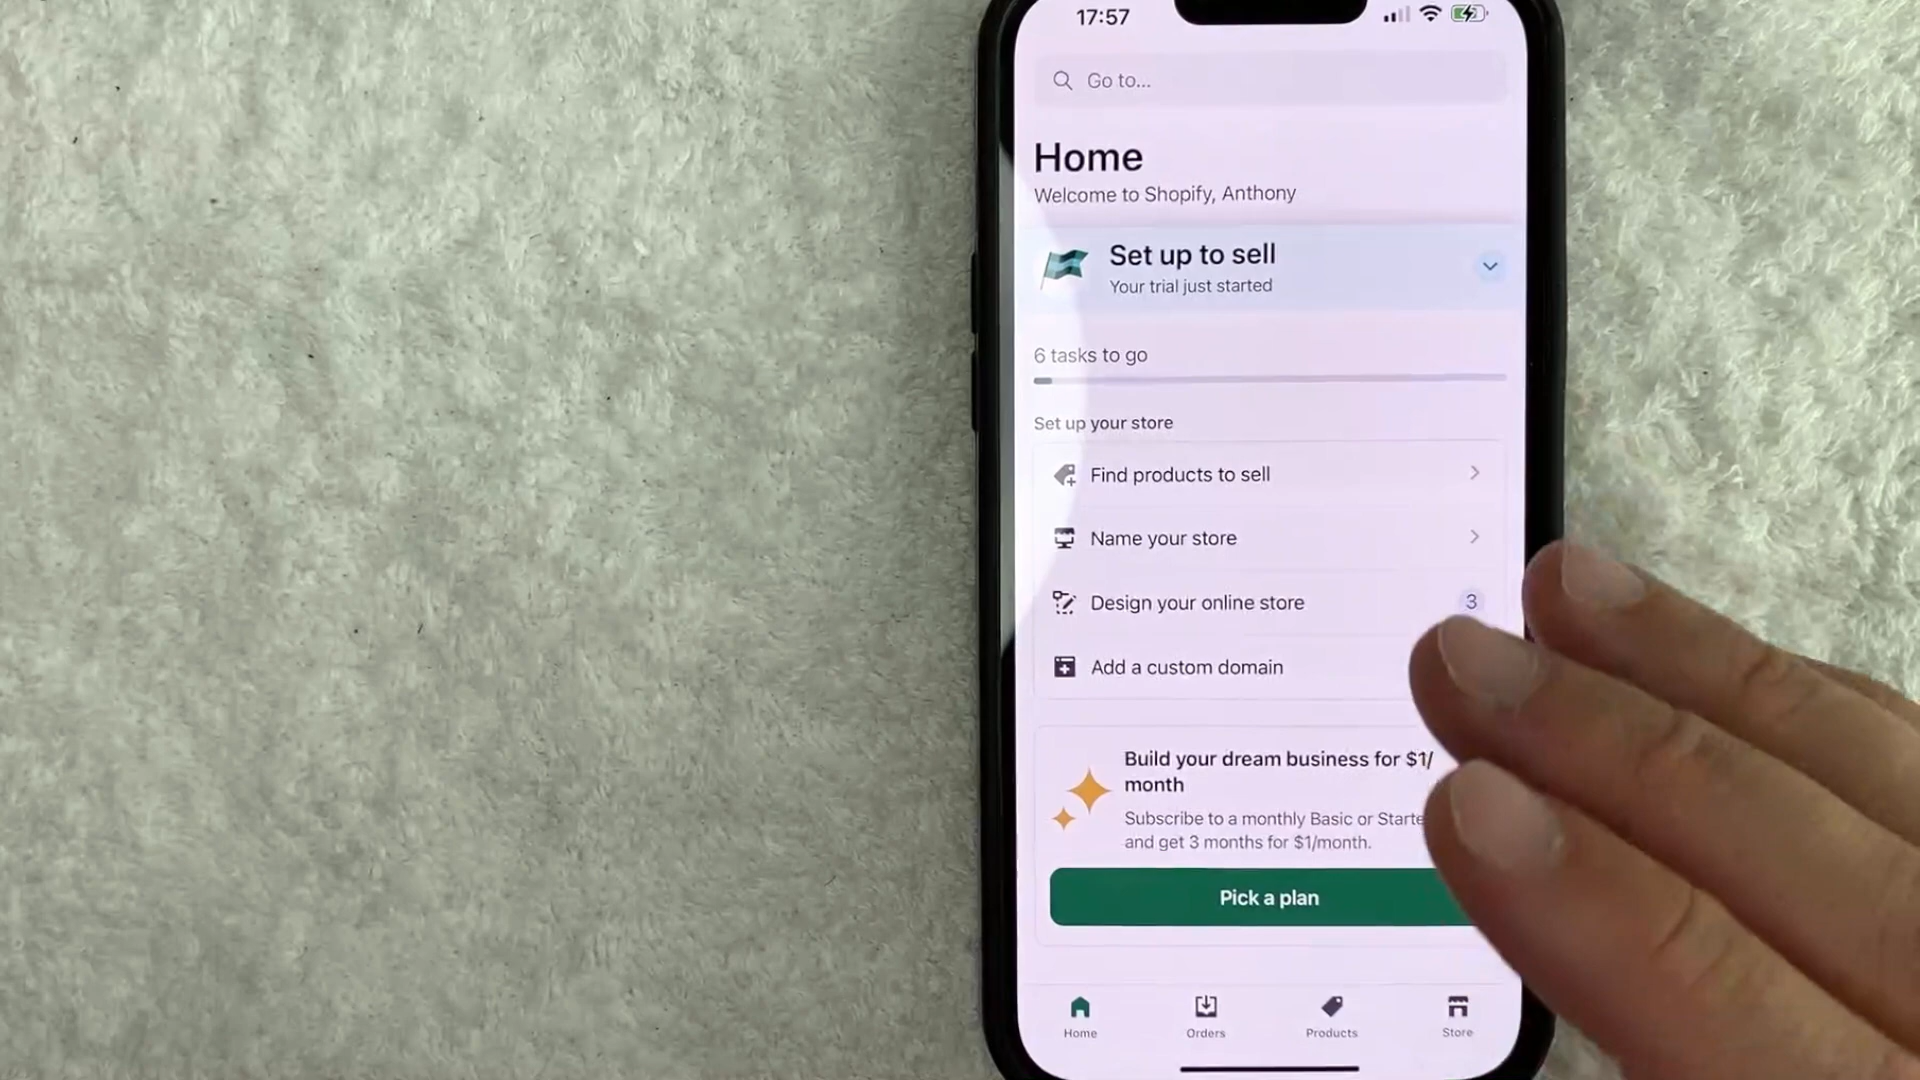 17:57
Go to...
Home
Welcome to Shopify, Anthony
Set up to sell
Your trial just started
6 tasks to go
Set up your store
Find products to sell
Name your store
Design your online store
3
Add a custom domain
Build your dream business for $1/
month
Subscribe to a monthly Basic or Starte
and get 3 months for $1/month.
Pick a plan
Home
Orders
Products
Store